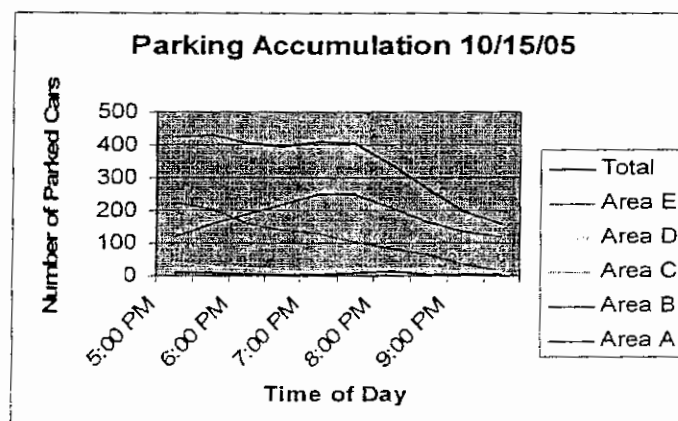 Parking Accumulation 10/15/05
Number of Parked Cars
500
400
300
200
100
0
5:00 PM
6:00 PM
7:00 PM
8:00 PM
9:00 PM
Time of Day
Total
Area E
Area D
Area C
Area B
Area A